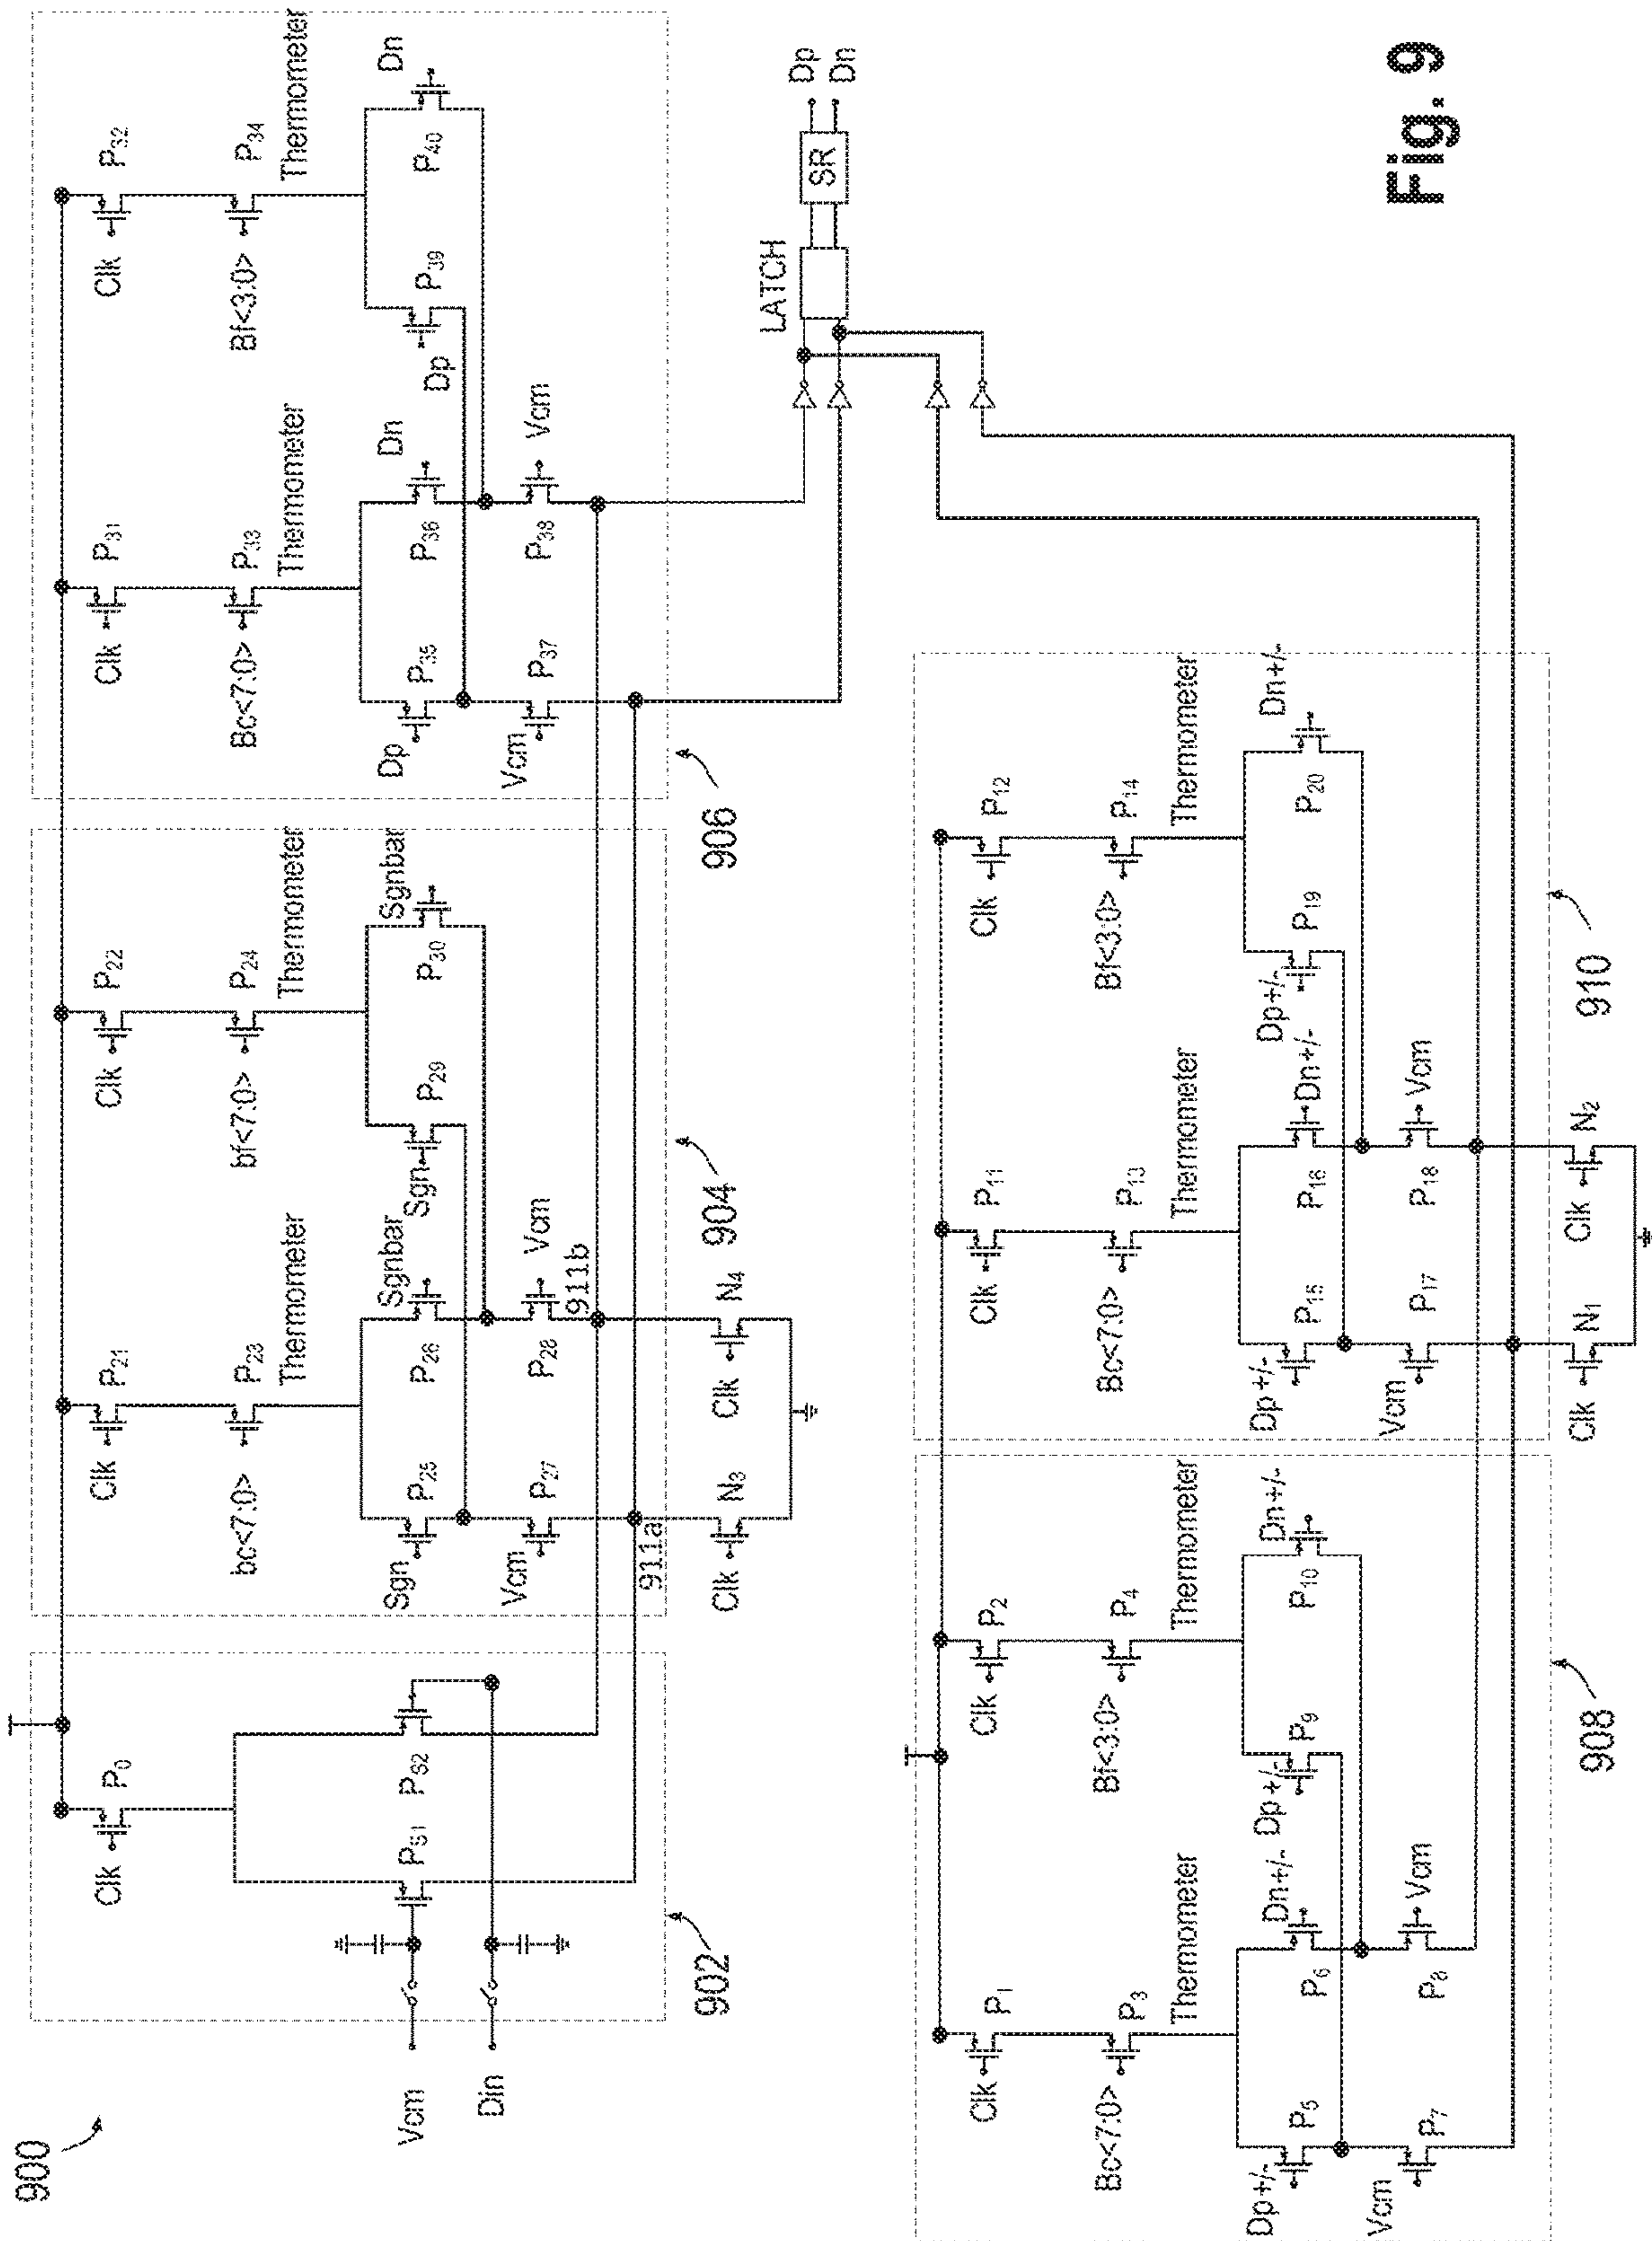 900
Vcm
Din
Clk
P0
PS1
PS2
902
Clk
P21
bc<7:0>
P23
Thermometer
Sgn
P25
P26
Sgnbar
Vcm
P27
P28
Vcm
911a
911b
Clk
N3
Clk
N4
Clk
P22
bf<7:0>
P24
Thermometer
Sgn
P29
P30
Sgnbar
904
Clk
P31
Bc<7:0>
P33
Thermometer
Dp
P35
P36
Dn
Vcm
P37
P38
Vcm
Clk
P32
Bf<3:0>
P34
Thermometer
Dp
P39
P40
Dn
906
LATCH
SR
Dp
Dn
Clk
P1
Bc<7:0>
P3
Thermometer
Dp+/-
P5
P6
Dn+/-
Vcm
P7
P8
Vcm
Clk
P2
Bf<3:0>
P4
Thermometer
Dp+/-
P9
P10
Dn+/-
908
Clk
P11
Bc<7:0>
P13
Thermometer
Dp+/-
P15
P16
Dn+/-
Vcm
P17
P18
Vcm
Clk
N1
Clk
N2
Clk
P12
Bf<3:0>
P14
Thermometer
Dp+/-
P19
P20
Dn+/-
910
Fig. 9